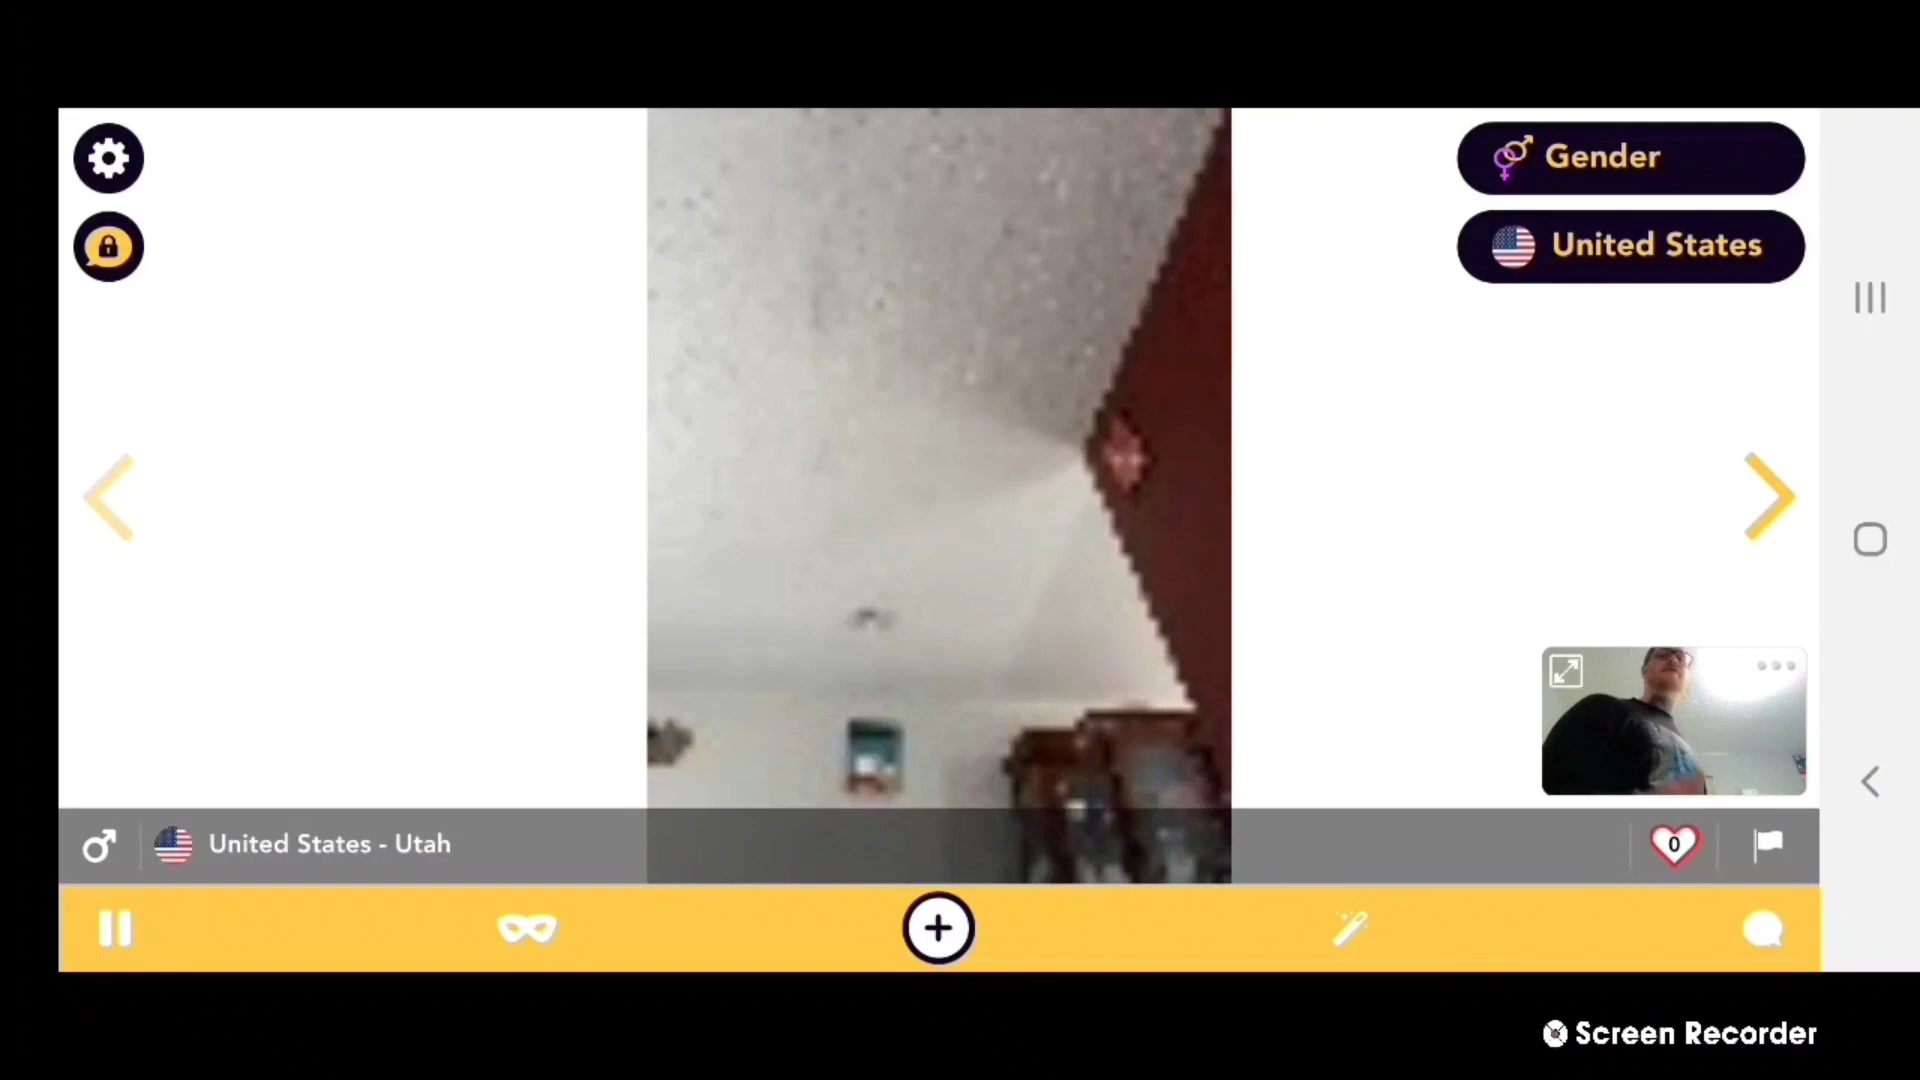 Gender
United States
United States - Utah
0
Screen Recorder